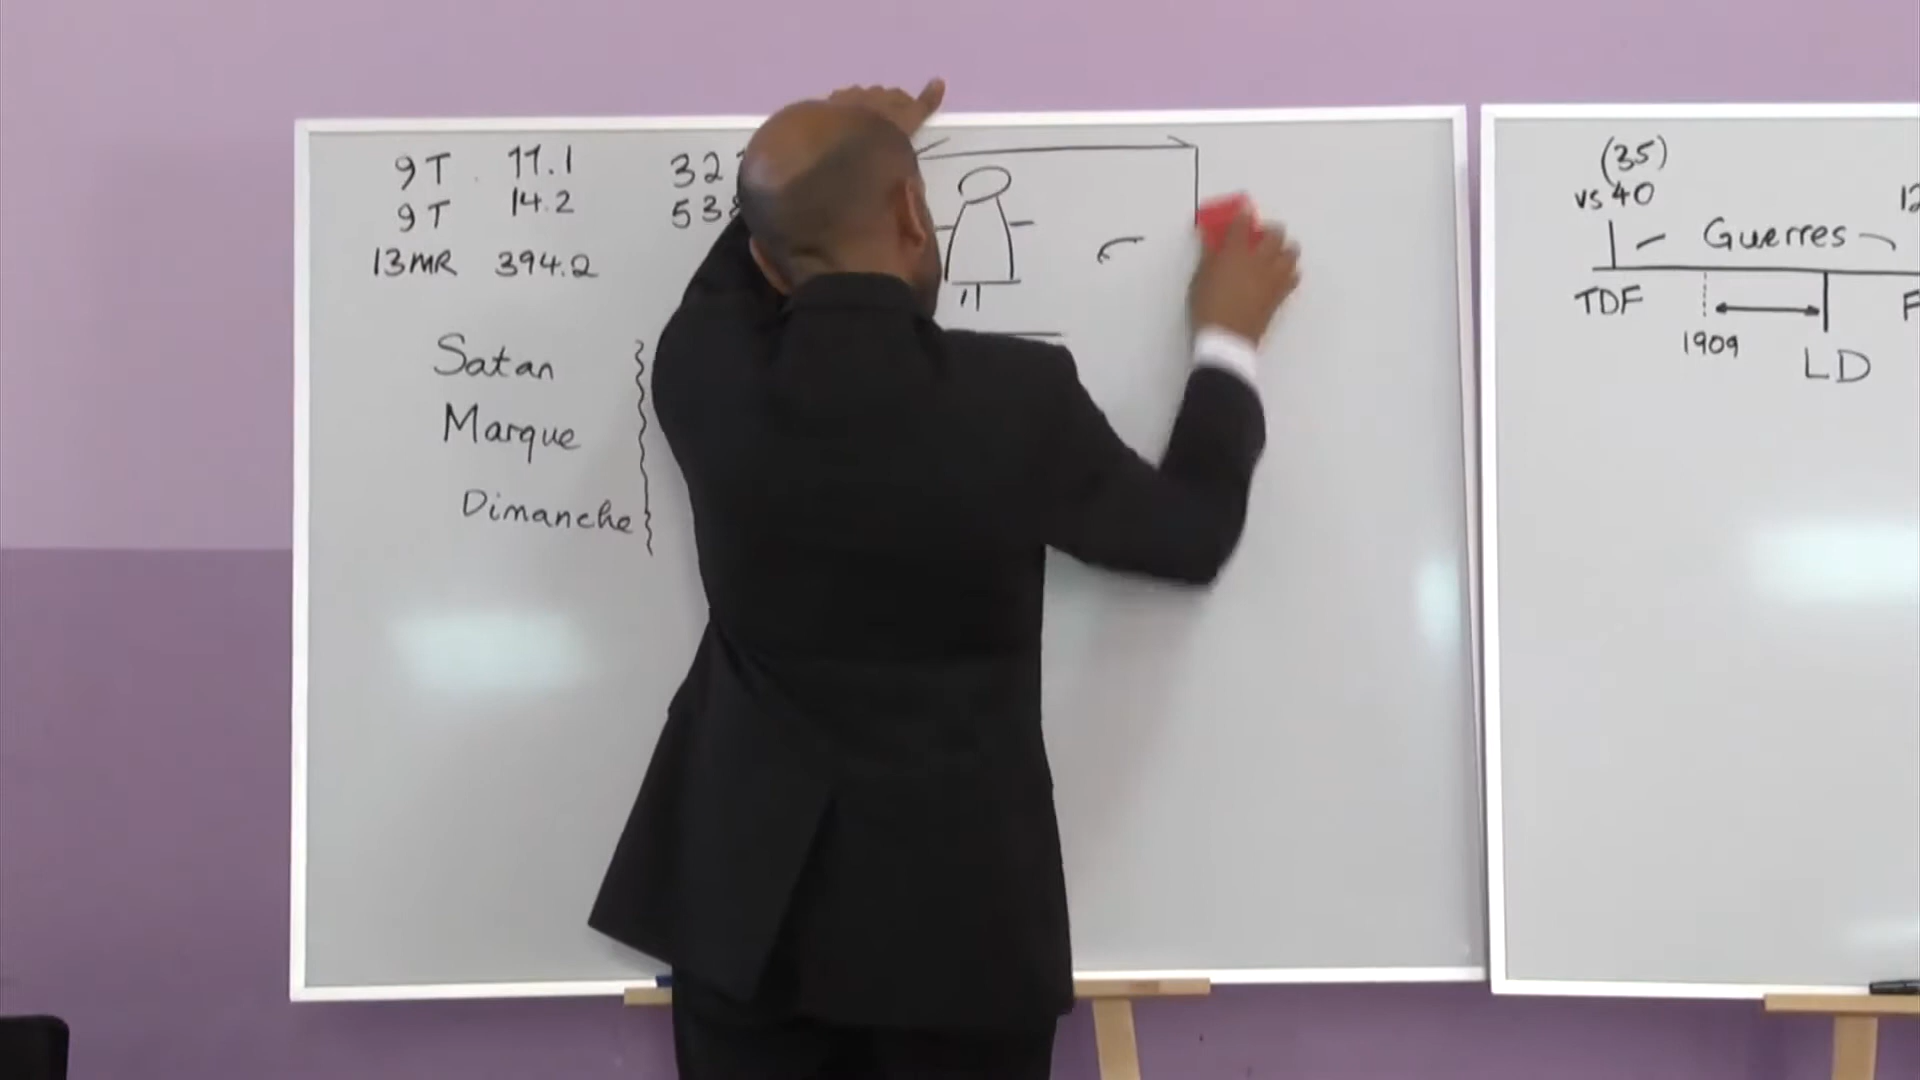 9T 11.1
9T 14.2
13MR 394.2
Satan
Marque
Dimanche
(35)
vs 40
Guerres
TDF
1909
LD